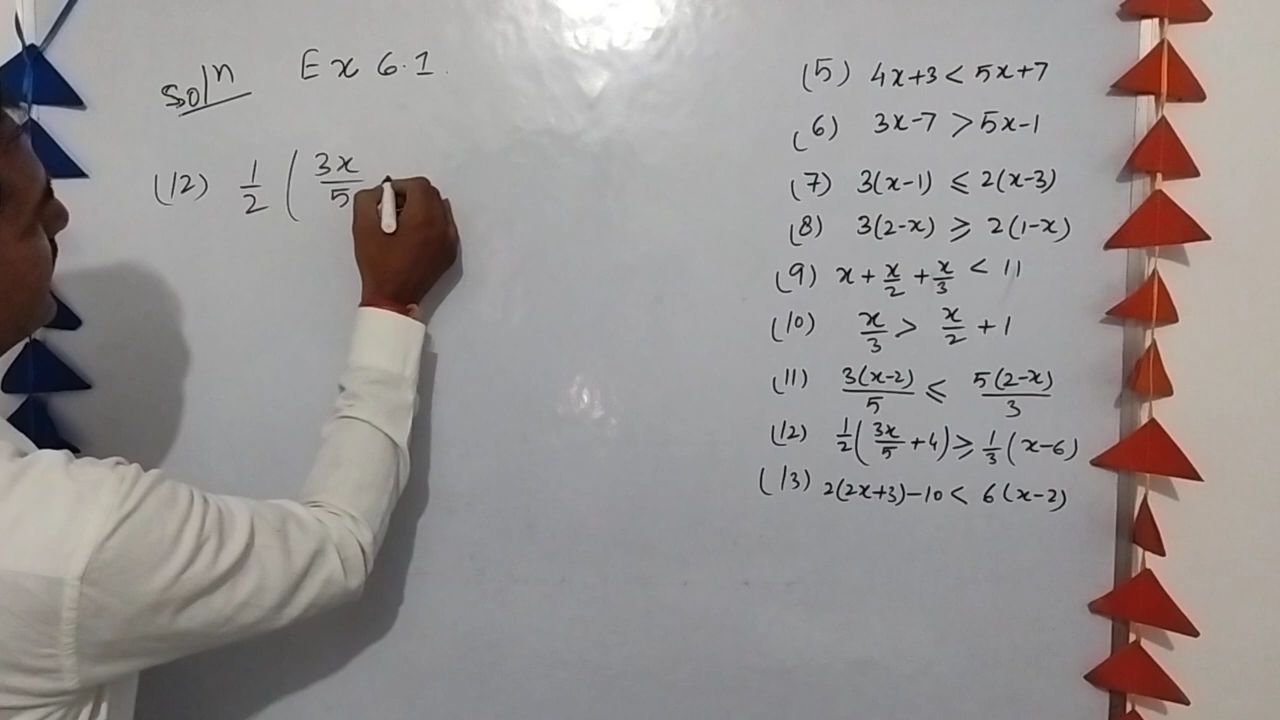 Solⁿ Ex 6.1.
(12) 1/2 ( 3x/5
(5) 4x+3 < 5x+7
(6) 3x-7 > 5x-1
(7) 3(x-1) ⩽ 2(x-3)
(8) 3(2-x) ⩾ 2(1-x)
(9) x + x/2 + x/3 < 11
(10) x/3 > x/2 + 1
(11) 3(x-2)/5 ⩽ 5(2-x)/3
(12) 1/2(3x/5 + 4) ⩾ 1/3(x-6)
(13) 2(2x+3)-10 < 6(x-2)